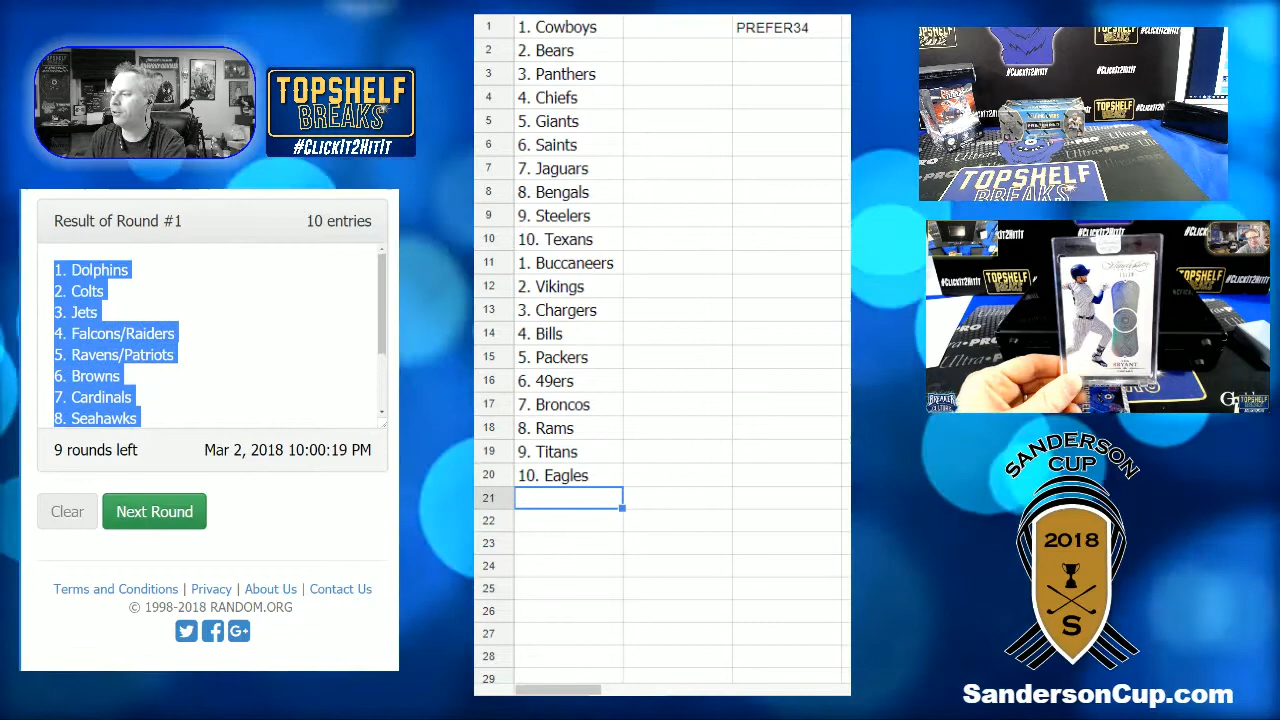 TOPSHELF
BREAKS
#CLICKIT2HITIT
Result of Round #1
10 entries
1. Dolphins
2. Colts
3. Jets
4. Falcons/Raiders
5. Ravens/Patriots
6. Browns
7. Cardinals
8. Seahawks
9 rounds left
Mar 2, 2018 10:00:19 PM
Clear
Next Round
Terms and Conditions | Privacy | About Us | Contact Us
© 1998-2018 RANDOM.ORG
1 1. Cowboys PREFER34
2 2. Bears
3 3. Panthers
4 4. Chiefs
5 5. Giants
6 6. Saints
7 7. Jaguars
8 8. Bengals
9 9. Steelers
10 10. Texans
11 1. Buccaneers
12 2. Vikings
13 3. Chargers
14 4. Bills
15 5. Packers
16 6. 49ers
17 7. Broncos
18 8. Rams
19 9. Titans
20 10. Eagles
21
22
23
24
25
26
27
28
29
#CLICKIT2HITIT
TOPSHELF
BREAKS
#CLICKIT2HITIT
BRYANT
TOPSHELF
SANDERSON
CUP
2018
S
SandersonCup.com